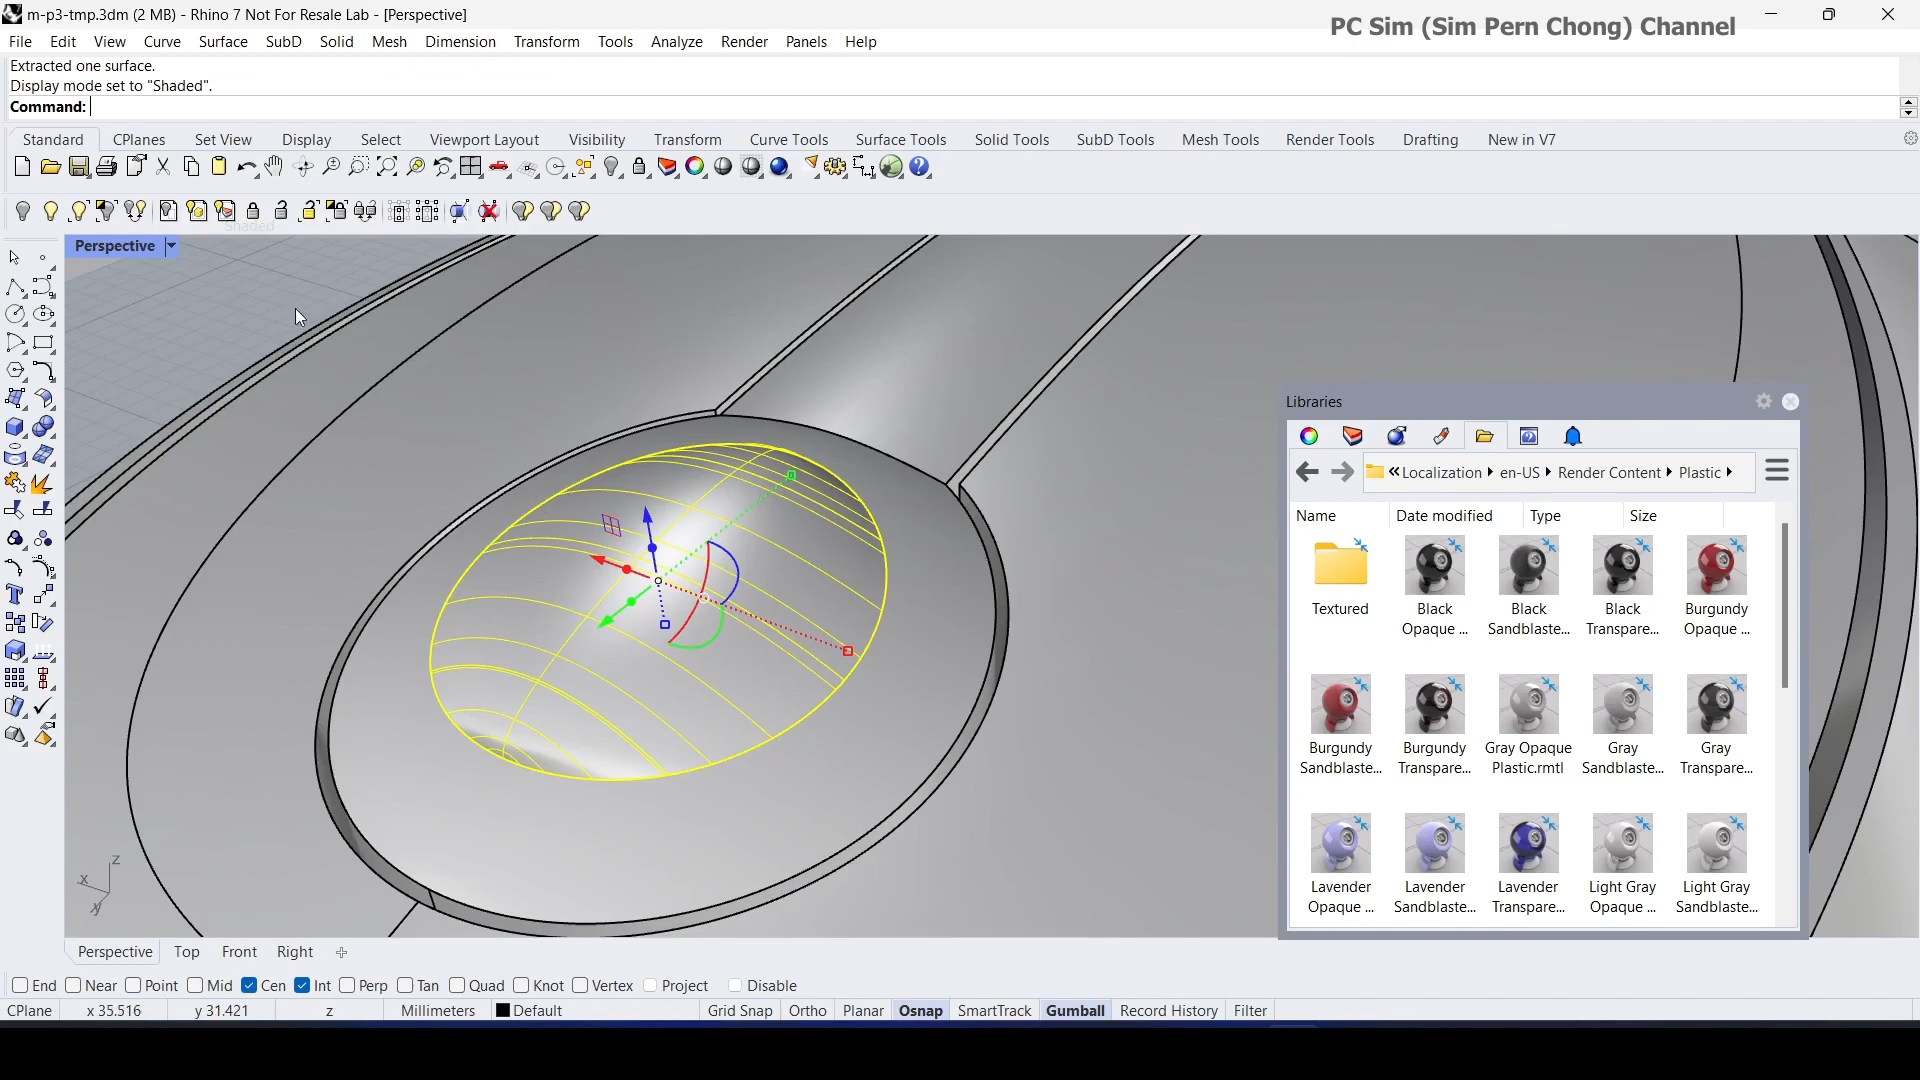 m-p3-tmp.3dm (2 MB) - Rhino 7 Not For Resale Lab - [Perspective]
PC Sim (Sim Pern Chong) Channel
File Edit View Curve Surface SubD Solid Mesh Dimension Transform Tools Analyze Render Panels Help
Extracted one surface.
Display mode set to "Shaded".
Command:
Standard CPlanes Set View Display Select Viewport Layout Visibility Transform Curve Tools Surface Tools Solid Tools SubD Tools Mesh Tools Render Tools Drafting New in V7
Shaded
Perspective
Libraries
« Localization en-US Render Content Plastic
Name Date modified Type Size
Textured
Black Opaque ...
Black Sandblaste...
Black Transpare...
Burgundy Opaque ...
Burgundy Sandblaste...
Burgundy Transpare...
Gray Opaque Plastic.rmtl
Gray Sandblaste...
Gray Transpare...
Lavender Opaque ...
Lavender Sandblaste...
Lavender Transpare...
Light Gray Opaque ...
Light Gray Sandblaste...
z
x
y
Perspective Top Front Right
End Near Point Mid Cen Int Perp Tan Quad Knot Vertex Project Disable
CPlane x 35.516 y 31.421 z Millimeters Default Grid Snap Ortho Planar Osnap SmartTrack Gumball Record History Filter